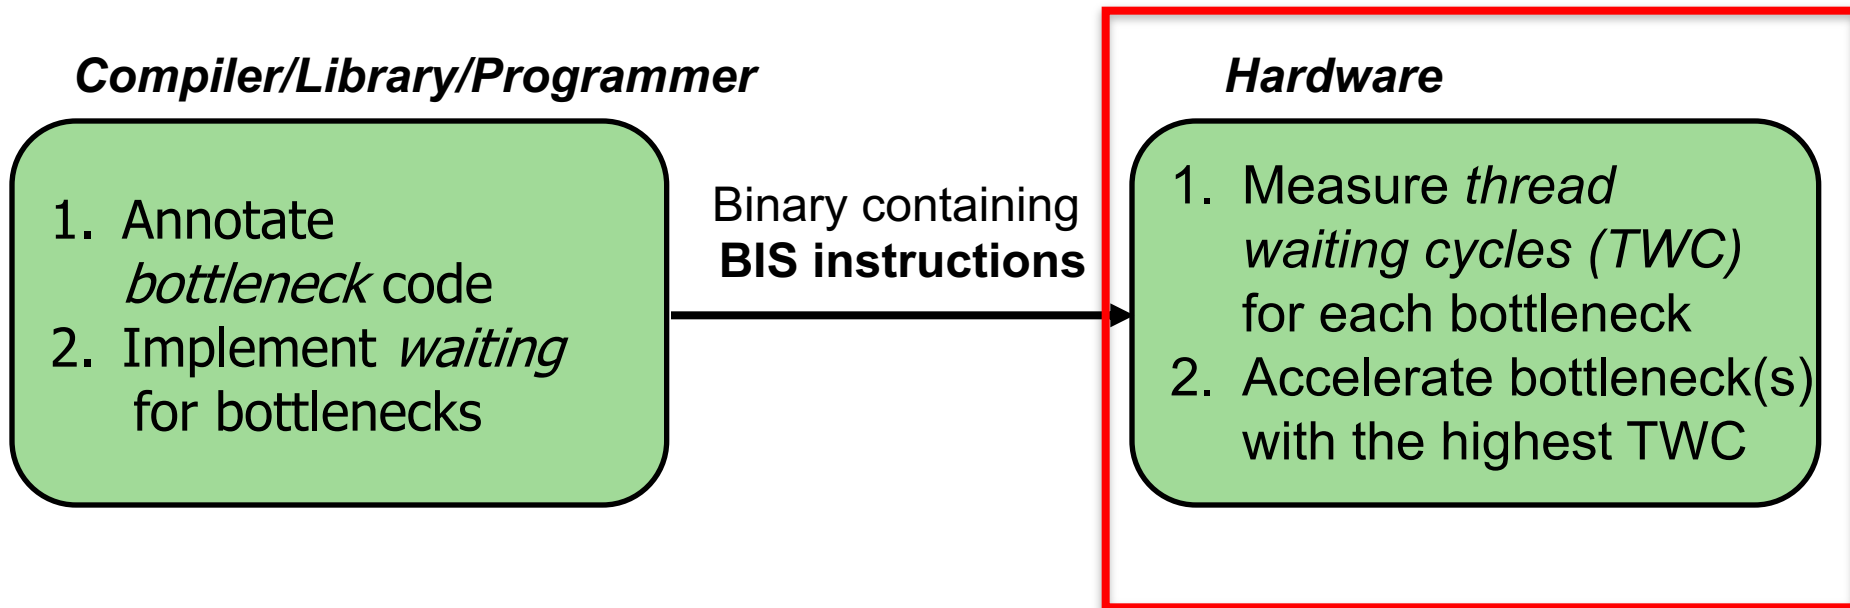 Compiler/Library/Programmer
1. Annotate
bottleneck code
2. Implement waiting
for bottlenecks
Binary containing
BIS instructions
Hardware
1. Measure thread
waiting cycles (TWC)
for each bottleneck
2. Accelerate bottleneck(s)
with the highest TWC